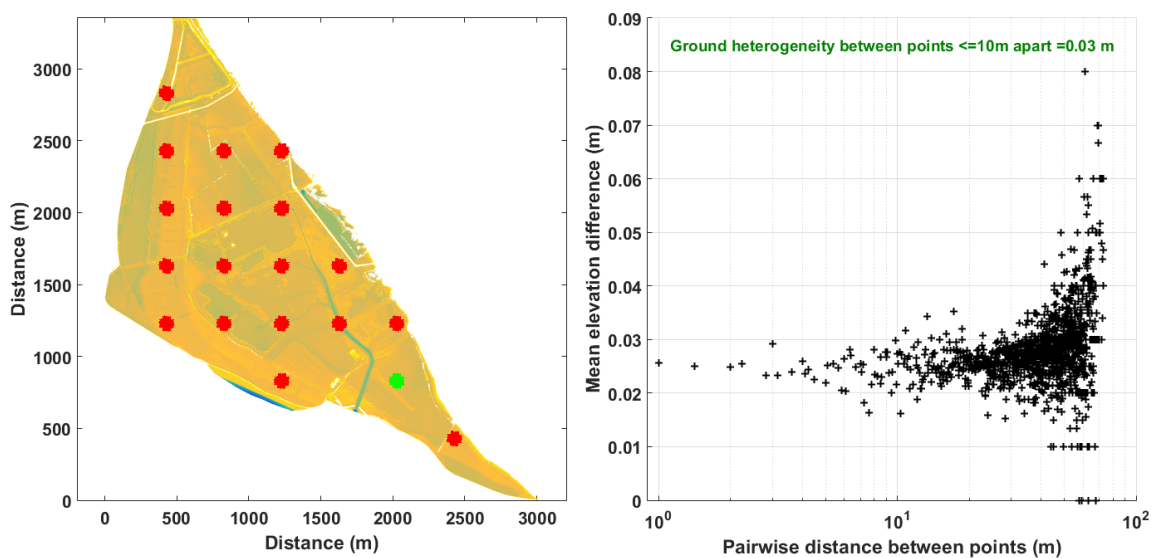 3000
2500
2000
1500
1000
500
0
0 500 1000 1500 2000 2500 3000
Distance (m)
Distance (m)
Ground heterogeneity between points <=10m apart =0.03 m
0.09
0.08
0.07
0.06
0.05
0.04
0.03
0.02
0.01
0
10^0 10^1 10^2
Mean elevation difference (m)
Pairwise distance between points (m)